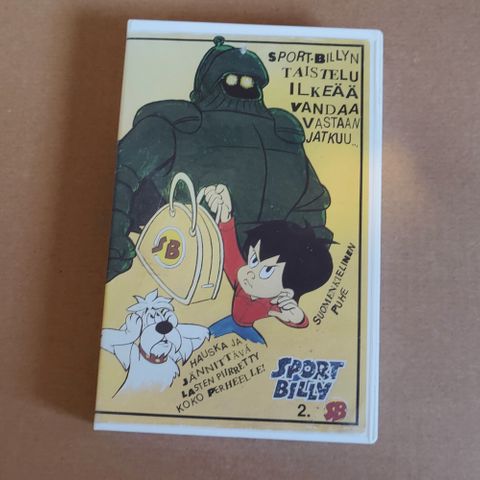 SPORT-BILLYN
TAISTELU
ILKEÄÄ
VANDAA
VASTAAN
JATKUU...
SB
SUOMENKIELINEN
PUHE
HAUSKA JA
JÄNNITTÄVÄ
LASTEN PIIRRETTY
KOKO PERHEELLE!
SPORT
BILLY
2.
SB